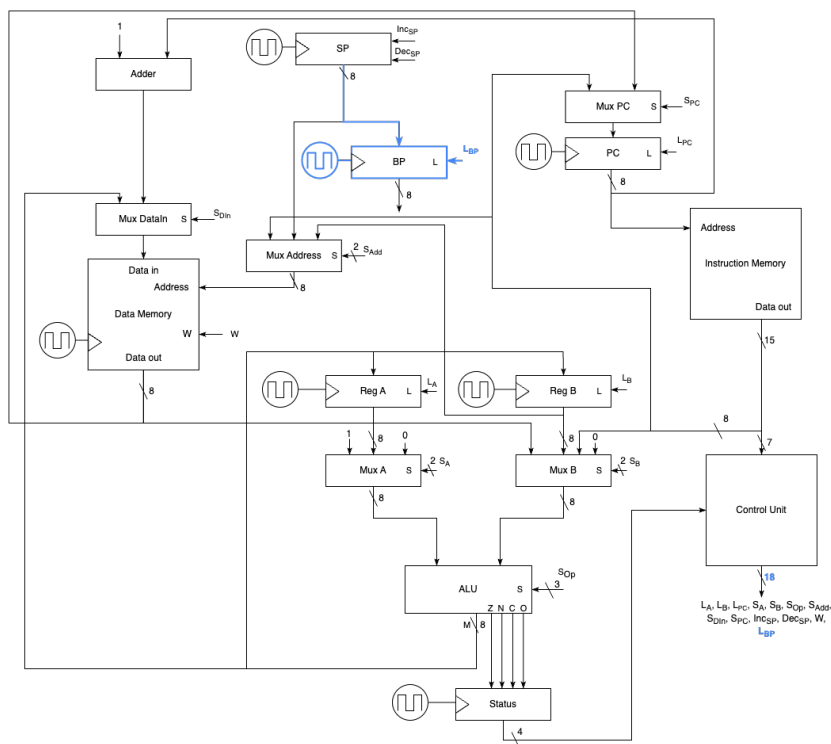 Inc_SP
1
SP
Dec_SP
Adder
8
Mux PC
S
S_PC
L_BP
L_PC
BP
L
PC
L
8
8
Mux DataIn
S
S_DIn
Address
Mux Address
S
2
S_Add
Instruction Memory
Data in
Address
8
Data Memory
Data out
W
W
15
Data out
8
Reg A
L
L_A
Reg B
L
L_B
8
1
8
0
8
0
7
Mux A
S
2
S_A
Mux B
S
2
S_B
8
8
Control Unit
S_Op
ALU
S
3
18
Z
N
C
O
M
8
L_A, L_B, L_PC, S_A, S_B, S_Op, S_Add,
S_DIn, S_PC, Inc_SP, Dec_SP, W,
L_BP
Status
4